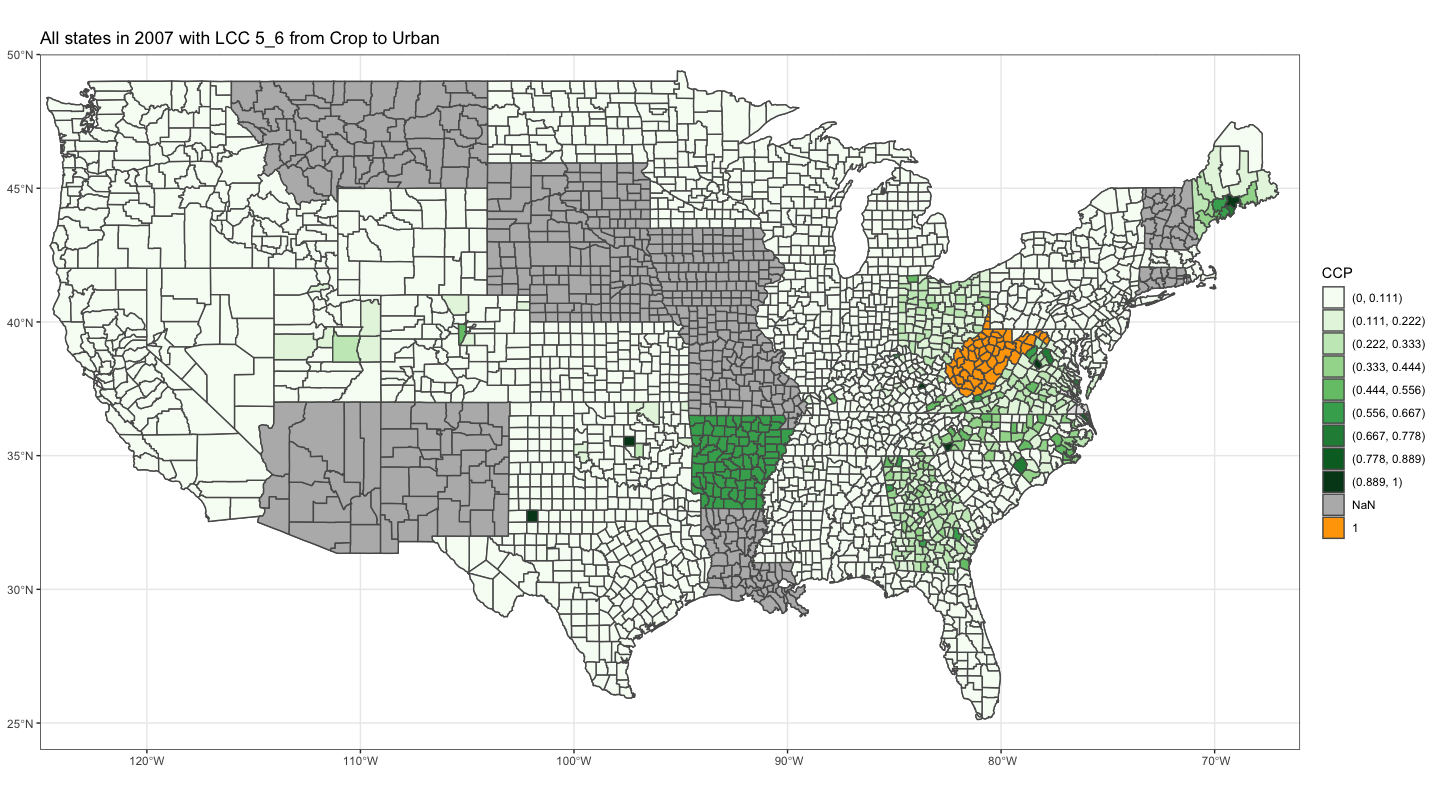 All states in 2007 with LCC 5_6 from Crop to Urban
50°N
45°N
40°N
35°N
30°N
25°N
120°W
110°W
100°W
90°W
80°W
70°W
CCP
(0, 0.111)
(0.111, 0.222)
(0.222, 0.333)
(0.333, 0.444)
(0.444, 0.556)
(0.556, 0.667)
(0.667, 0.778)
(0.778, 0.889)
(0.889, 1)
NaN
1